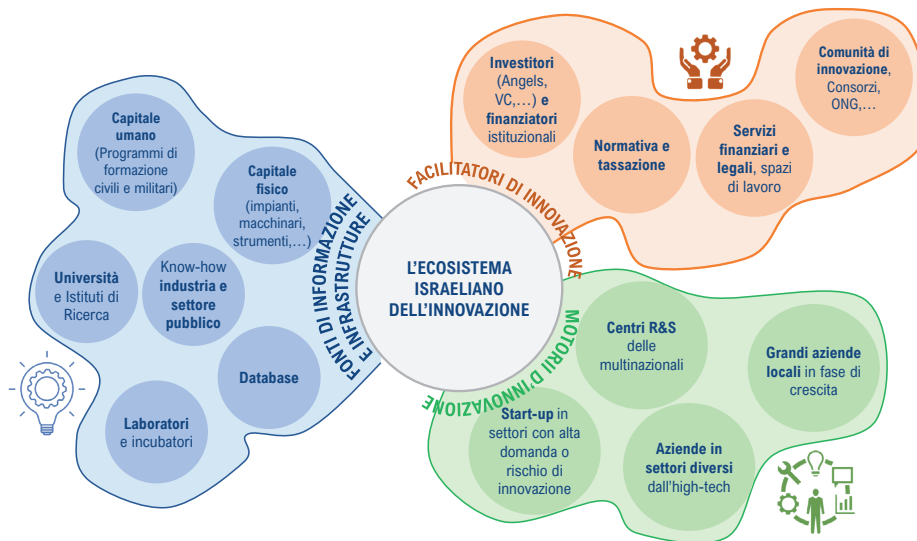 Capitale
umano
(Programmi di
formazione
civili e militari)
Capitale
fisico
(impianti,
macchinari,
strumenti,…)
Università
e Istituti di
Ricerca
Know-how
industria e
settore
pubblico
Database
Laboratori
e incubatori
FONTI DI INFORMAZIONE
E INFRASTRUTTURE
L'ECOSISTEMA
ISRAELIANO
DELL'INNOVAZIONE
FACILITATORI DI INNOVAZIONE
Investitori
(Angels,
VC,…) e
finanziatori
istituzionali
Normativa e
tassazione
Servizi
finanziari e
legali, spazi
di lavoro
Comunità di
innovazione,
Consorzi,
ONG,…
MOTORII D'INNOVAZIONE
Centri R&S
delle
multinazionali
Grandi aziende
locali in fase di
crescita
Start-up in
settori con alta
domanda o
rischio di
innovazione
Aziende in
settori diversi
dall'high-tech